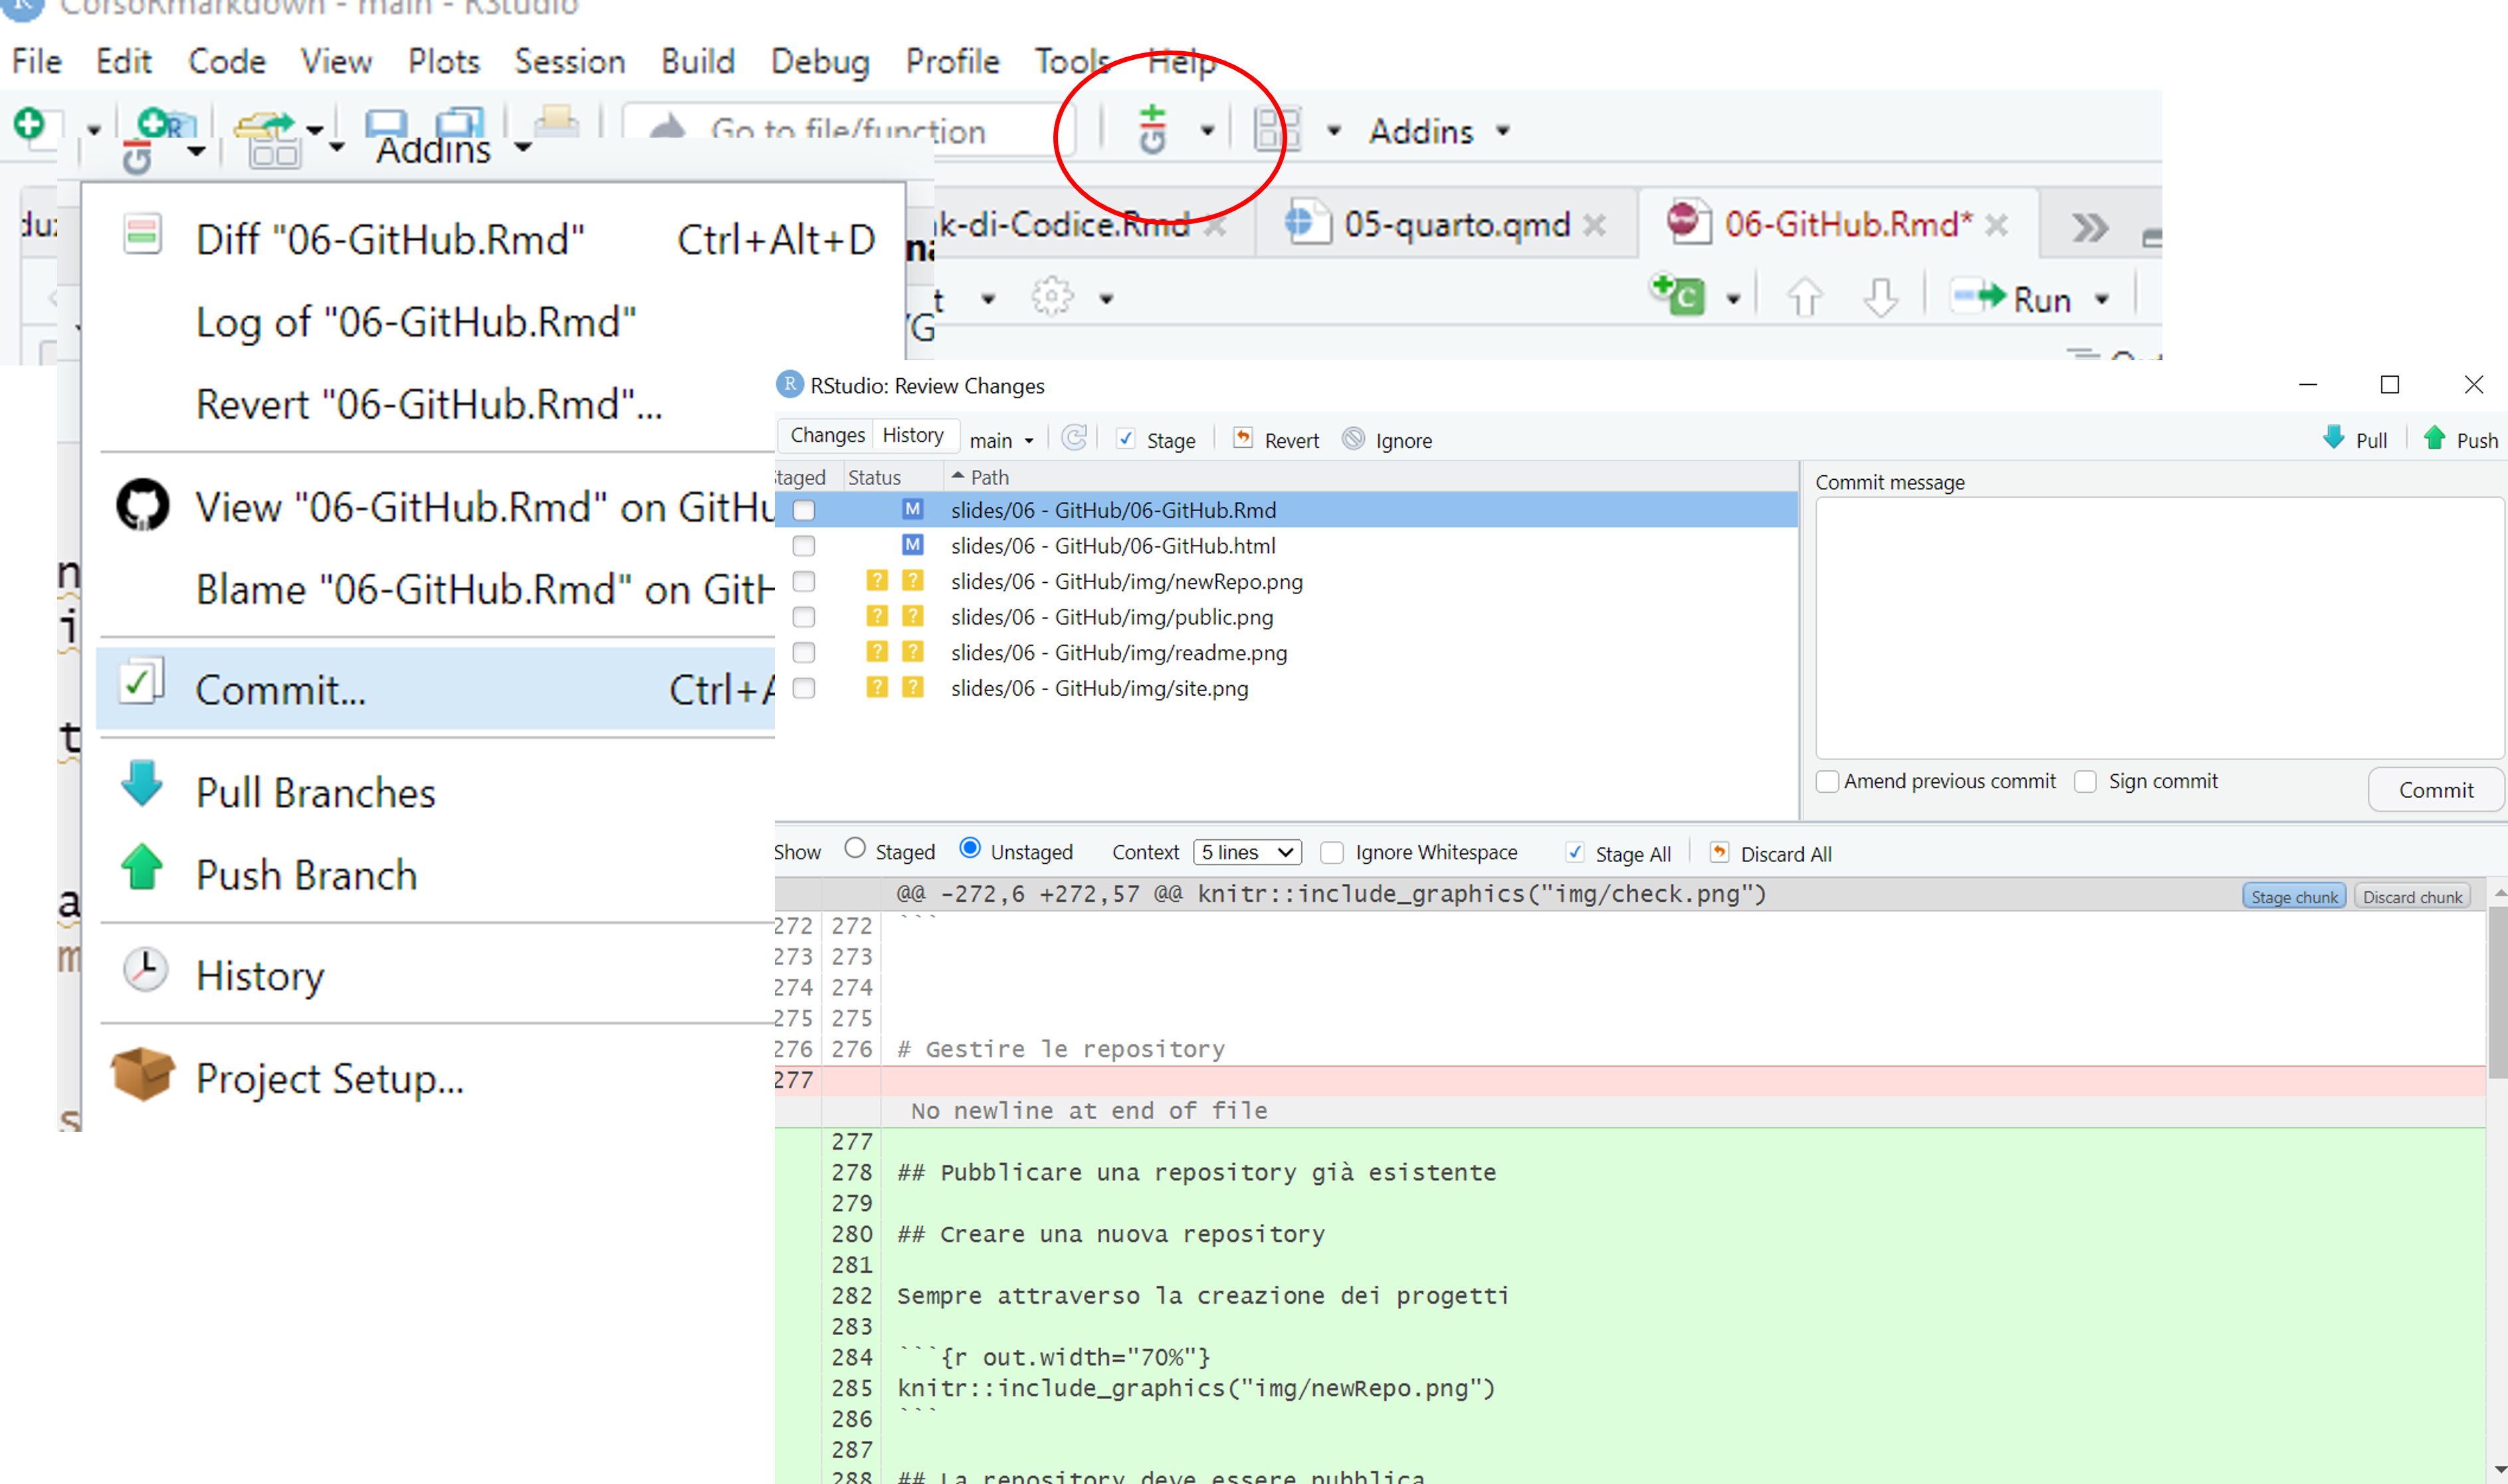 CorsoRmarkdown - main - RStudio
File Edit Code View Plots Session Build Debug Profile Tools Help
Go to file/function Addins
Addins
k-di-Codice.Rmd 05-quarto.qmd 06-GitHub.Rmd*
Run
Diff "06-GitHub.Rmd" Ctrl+Alt+D
Log of "06-GitHub.Rmd"
Revert "06-GitHub.Rmd"...
View "06-GitHub.Rmd" on GitHu
Blame "06-GitHub.Rmd" on GitH
Commit... Ctrl+A
Pull Branches
Push Branch
History
Project Setup...
RStudio: Review Changes
Changes History main Stage Revert Ignore Pull Push
Staged Status Path
M slides/06 - GitHub/06-GitHub.Rmd
M slides/06 - GitHub/06-GitHub.html
? ? slides/06 - GitHub/img/newRepo.png
? ? slides/06 - GitHub/img/public.png
? ? slides/06 - GitHub/img/readme.png
? ? slides/06 - GitHub/img/site.png
Commit message
Amend previous commit Sign commit Commit
Show Staged Unstaged Context 5 lines Ignore Whitespace Stage All Discard All
@@ -272,6 +272,57 @@ knitr::include_graphics("img/check.png") Stage chunk Discard chunk
272 272 ```
273 273
274 274
275 275
276 276 # Gestire le repository
277
No newline at end of file
277
278 ## Pubblicare una repository già esistente
279
280 ## Creare una nuova repository
281
282 Sempre attraverso la creazione dei progetti
283
284 ```{r out.width="70%"}
285 knitr::include_graphics("img/newRepo.png")
286 ```
287
288 ## La repository deve essere pubblica